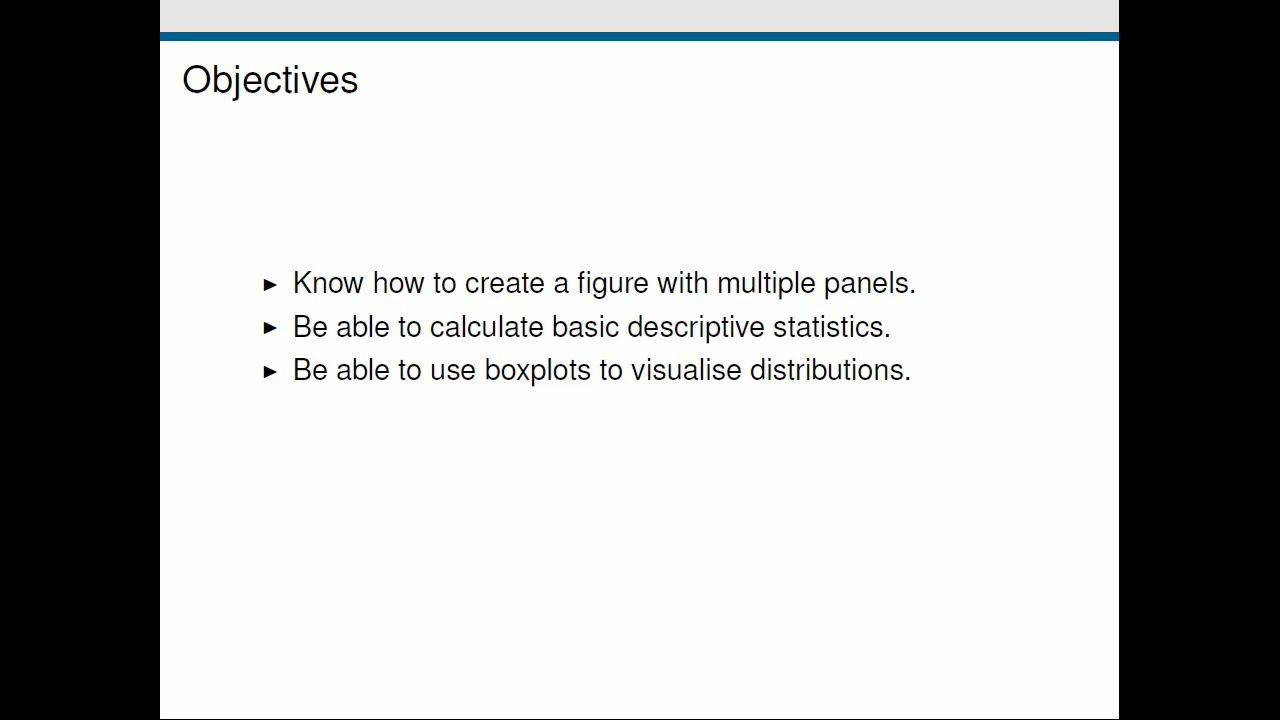 Objectives
▶ Know how to create a figure with multiple panels.
▶ Be able to calculate basic descriptive statistics.
▶ Be able to use boxplots to visualise distributions.